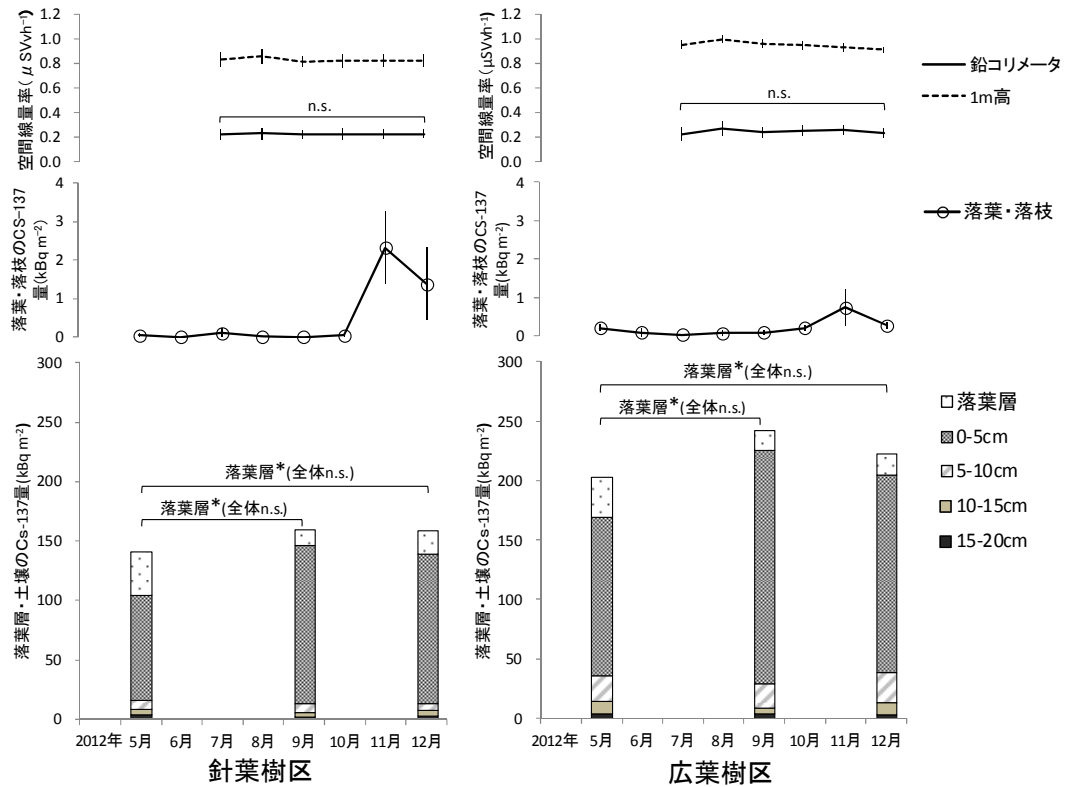 空間線量率(μSVvh⁻¹)
1.2
1.0
0.8
0.6
0.4
0.2
0.0
n.s.
空間線量率(μSVvh⁻¹)
1.2
1.0
0.8
0.6
0.4
0.2
0.0
n.s.
鉛コリメータ
1m高
落葉・落枝のCS-137
量(kBq m⁻²)
4
3
2
1
0
落葉・落枝のCS-137
量(kBq m⁻²)
4
3
2
1
0
落葉・落枝
落葉層・土壌のCs-137量(kBq m⁻²)
300
250
200
150
100
50
0
落葉層*(全体n.s.)
落葉層*(全体n.s.)
2012年 5月 6月 7月 8月 9月 10月 11月 12月
針葉樹区
落葉層・土壌のCs-137量(kBq m⁻²)
300
250
200
150
100
50
0
落葉層*(全体n.s.)
落葉層*(全体n.s.)
2012年 5月 6月 7月 8月 9月 10月 11月 12月
広葉樹区
落葉層
0-5cm
5-10cm
10-15cm
15-20cm